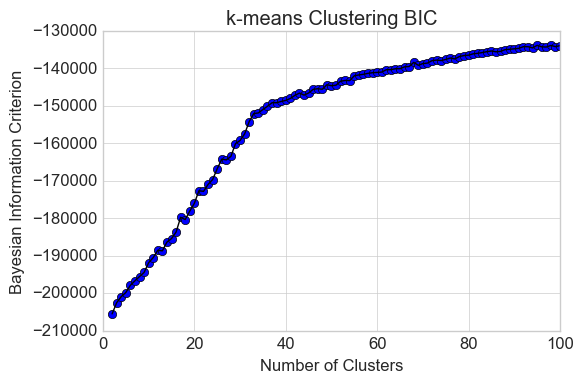 k-means Clustering BIC
Bayesian Information Criterion
−130000
−140000
−150000
−160000
−170000
−180000
−190000
−200000
−210000
0 20 40 60 80 100
Number of Clusters